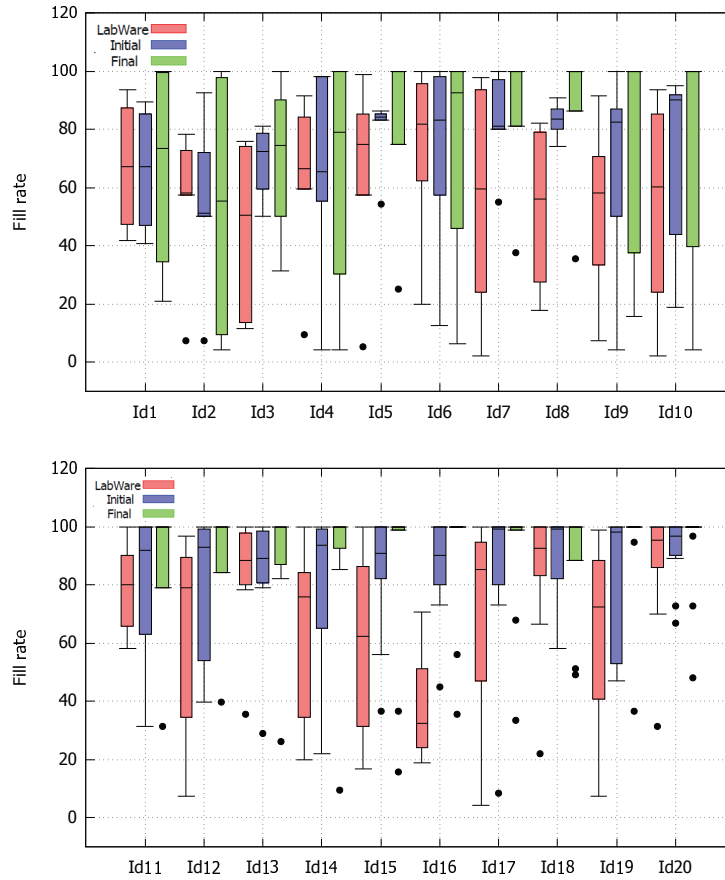 120
100
80
60
40
20
0
Fill rate
LabWare
Initial
Final
Id1 Id2 Id3 Id4 Id5 Id6 Id7 Id8 Id9 Id10
120
100
80
60
40
20
0
Fill rate
LabWare
Initial
Final
Id11 Id12 Id13 Id14 Id15 Id16 Id17 Id18 Id19 Id20